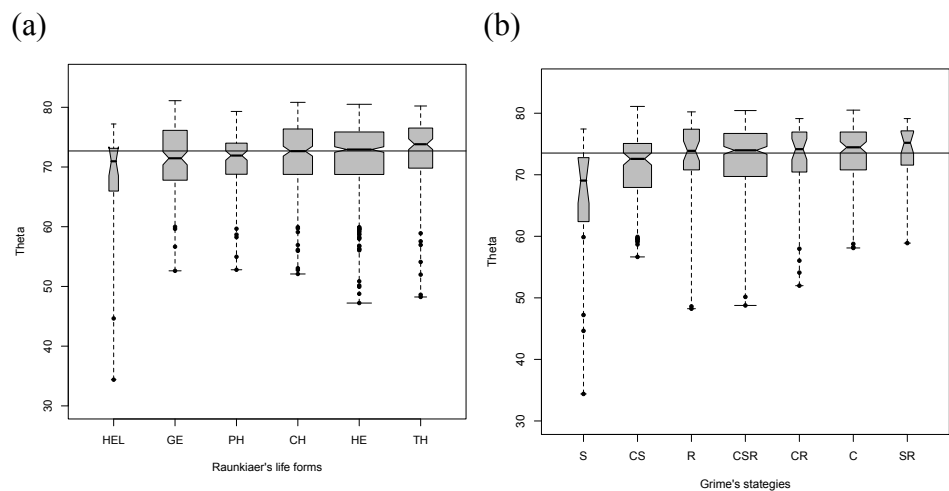 (a)
(b)
80
70
60
50
40
30
Theta
HEL GE PH CH HE TH
Raunkiaer's life forms
80
70
60
50
40
30
Theta
S CS R CSR CR C SR
Grime's stategies